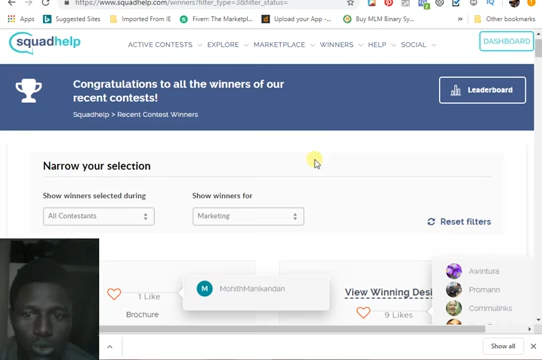 https://www.squadhelp.com/winners/filter_type=3&filter_status=
Apps
Bitcoin
Suggested Sites
Imported From IE
Fiverr: The Marketpl...
Upload your App -...
Buy MLM Binary Sy...
Other bookmarks
squadhelp
ACTIVE CONTESTS
EXPLORE
MARKETPLACE
WINNERS
HELP
SOCIAL
DASHBOARD
Congratulations to all the winners of our
recent contests!
Squadhelp > Recent Contest Winners
Leaderboard
Narrow your selection
Show winners selected during
Show winners for
All Contestants
Marketing
Reset filters
1 Like
Brochure
M MohithManikandan
View Winning Desi
9 Likes
Awintura
Promann
Commulinks
Show all